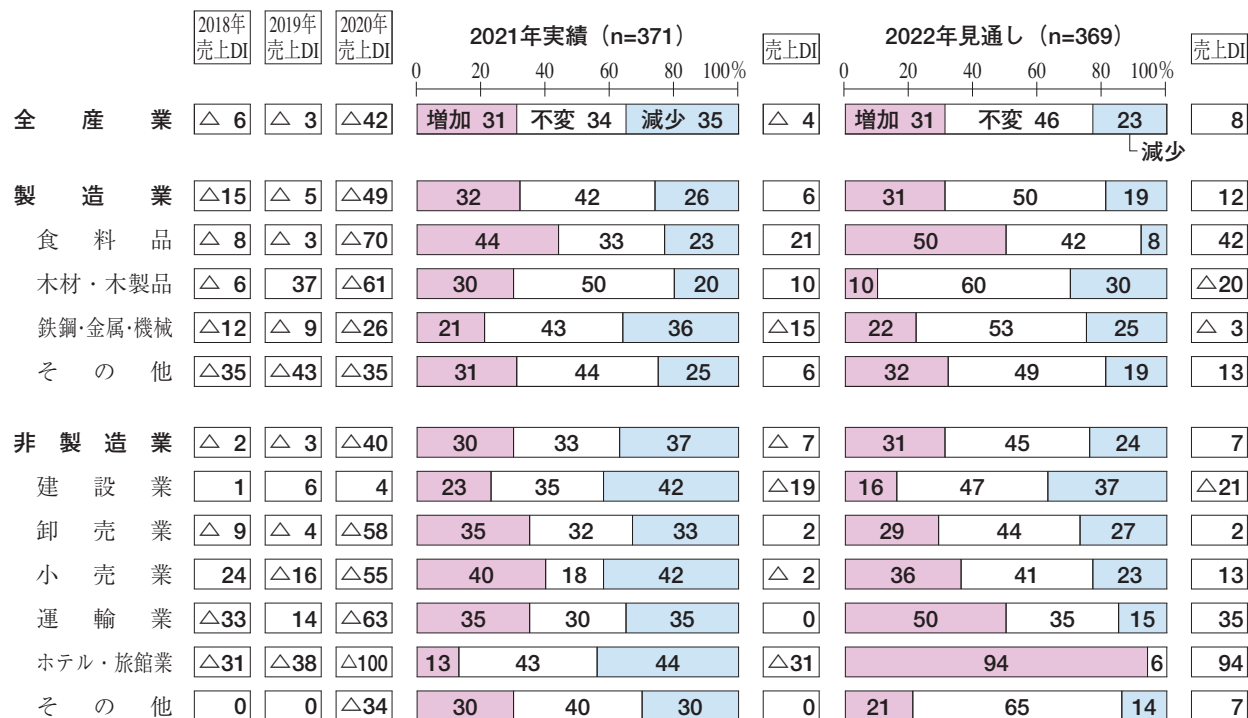 2018年 2019年 2020年
売上DI 売上DI 売上DI 2021年実績（n=371） 売上DI 2022年見通し（n=369） 売上DI
0 20 40 60 80 100% 0 20 40 60 80 100%
全産業 △6 △3 △42 増加 31 不変 34 減少 35 △4 増加 31 不変 46 23 8
減少
製造業 △15 △5 △49 32 42 26 6 31 50 19 12
食料品 △8 △3 △70 44 33 23 21 50 42 8 42
木材・木製品 △6 37 △61 30 50 20 10 10 60 30 △20
鉄鋼・金属・機械 △12 △9 △26 21 43 36 △15 22 53 25 △3
その他 △35 △43 △35 31 44 25 6 32 49 19 13
非製造業 △2 △3 △40 30 33 37 △7 31 45 24 7
建設業 1 6 4 23 35 42 △19 16 47 37 △21
卸売業 △9 △4 △58 35 32 33 2 29 44 27 2
小売業 24 △16 △55 40 18 42 △2 36 41 23 13
運輸業 △33 14 △63 35 30 35 0 50 35 15 35
ホテル・旅館業 △31 △38 △100 13 43 44 △31 94 6 94
その他 0 0 △34 30 40 30 0 21 65 14 7